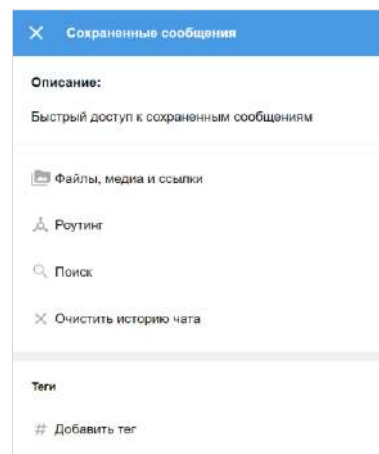 Сохраненные сообщения
Описание:
Быстрый доступ к сохраненным сообщениям
Файлы, медиа и ссылки
Роутинг
Поиск
Очистить историю чата
Теги
# Добавить тег